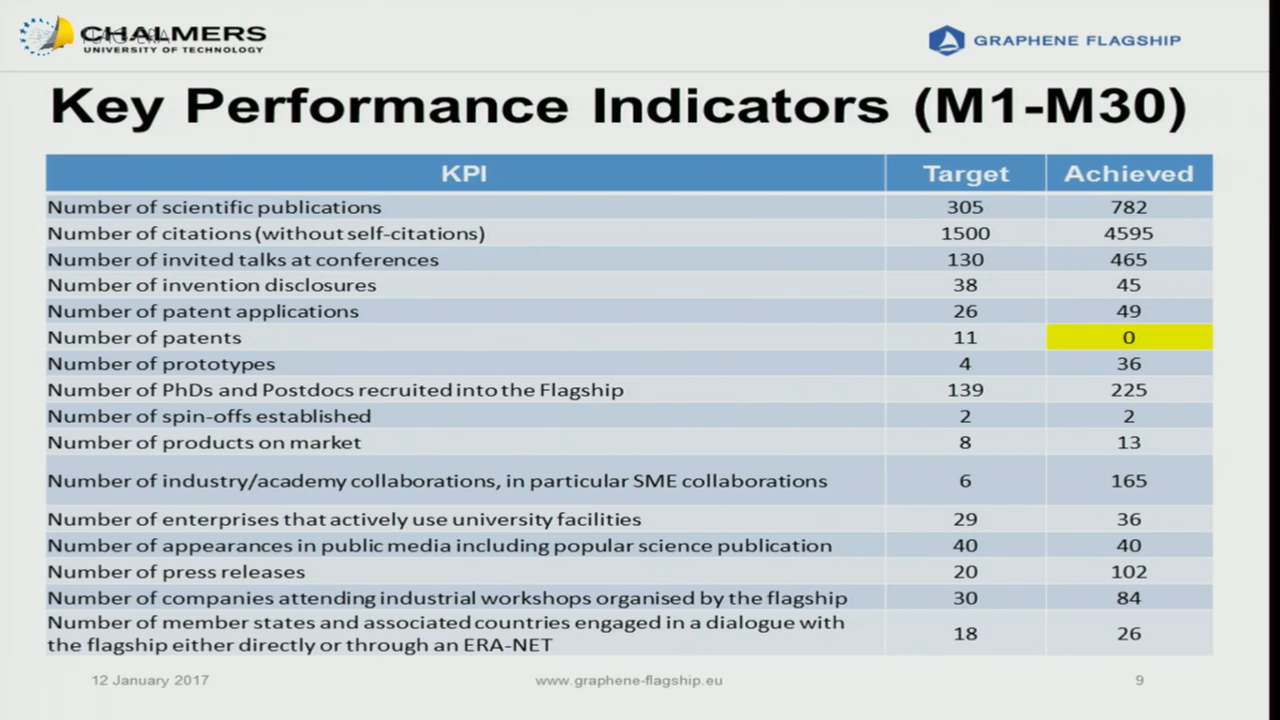 CHALMERS
FLAG-ERA
UNIVERSITY OF TECHNOLOGY
GRAPHENE FLAGSHIP
Key Performance Indicators (M1-M30)
KPI Target Achieved
Number of scientific publications 305 782
Number of citations (without self-citations) 1500 4595
Number of invited talks at conferences 130 465
Number of invention disclosures 38 45
Number of patent applications 26 49
Number of patents 11 0
Number of prototypes 4 36
Number of PhDs and Postdocs recruited into the Flagship 139 225
Number of spin-offs established 2 2
Number of products on market 8 13
Number of industry/academy collaborations, in particular SME collaborations 6 165
Number of enterprises that actively use university facilities 29 36
Number of appearances in public media including popular science publication 40 40
Number of press releases 20 102
Number of companies attending industrial workshops organised by the flagship 30 84
Number of member states and associated countries engaged in a dialogue with
the flagship either directly or through an ERA-NET 18 26
12 January 2017 www.graphene-flagship.eu 9